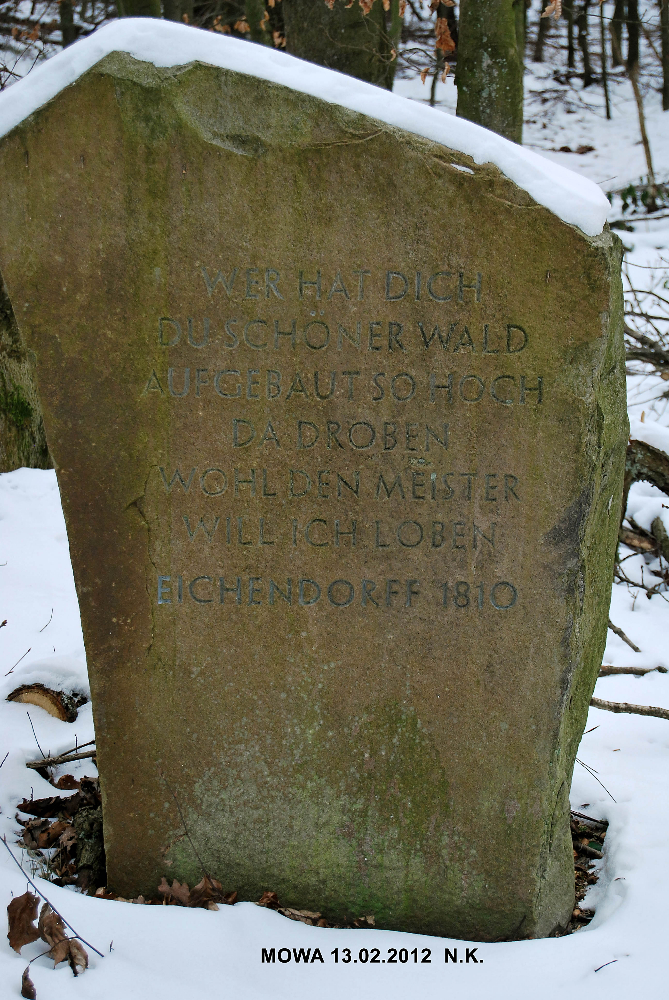 WER HAT DICH
DU SCHÖNER WALD
AUFGEBAUT SO HOCH
DA DROBEN
WOHL DEN MEISTER
WILL ICH LOBEN
EICHENDORFF 1810
MOWA 13.02.2012 N.K.